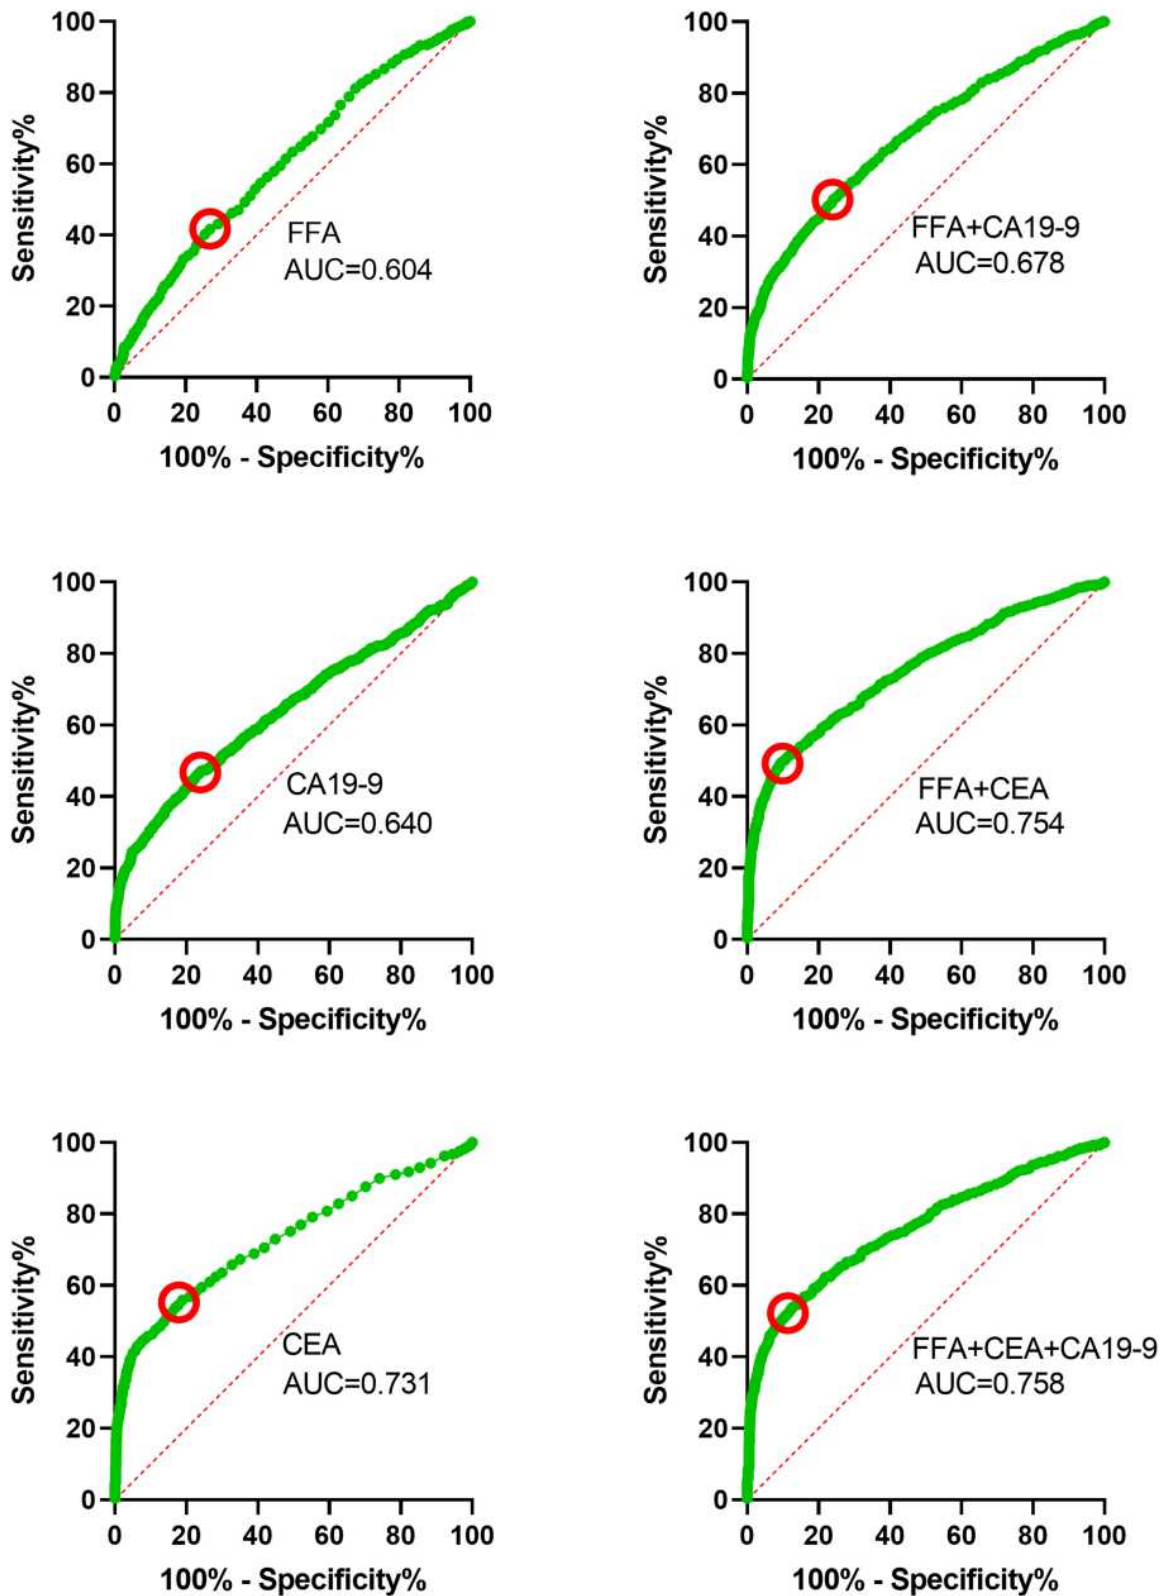 100
80
60
40
20
0
Sensitivity%
FFA
AUC=0.604
0 20 40 60 80 100
100% - Specificity%
100
80
60
40
20
0
Sensitivity%
FFA+CA19-9
AUC=0.678
0 20 40 60 80 100
100% - Specificity%
100
80
60
40
20
0
Sensitivity%
CA19-9
AUC=0.640
0 20 40 60 80 100
100% - Specificity%
100
80
60
40
20
0
Sensitivity%
FFA+CEA
AUC=0.754
0 20 40 60 80 100
100% - Specificity%
100
80
60
40
20
0
Sensitivity%
CEA
AUC=0.731
0 20 40 60 80 100
100% - Specificity%
100
80
60
40
20
0
Sensitivity%
FFA+CEA+CA19-9
AUC=0.758
0 20 40 60 80 100
100% - Specificity%